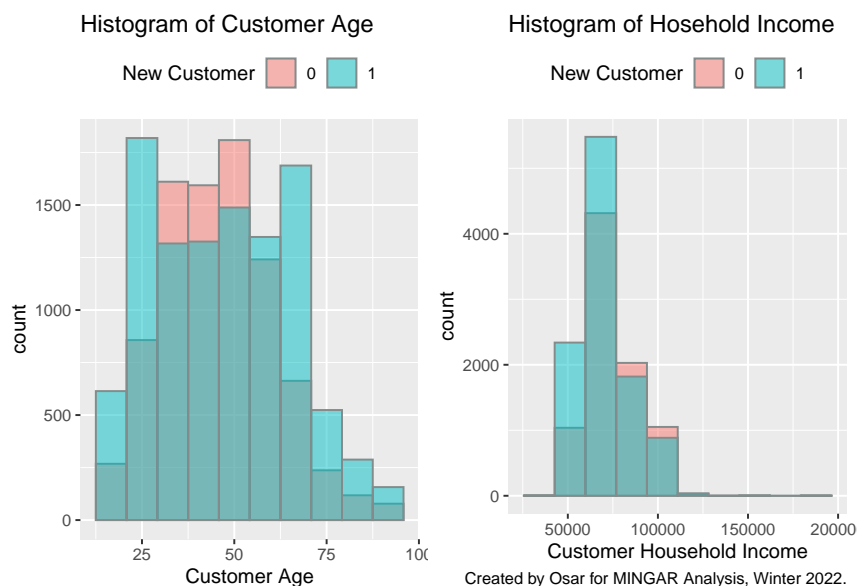 Histogram of Customer Age
New Customer 0 1
1500
1000
500
0
count
25 50 75 100
Customer Age
Histogram of Hosehold Income
New Customer 0 1
4000
2000
0
count
50000 100000 150000 20000
Customer Household Income
Created by Osar for MINGAR Analysis, Winter 2022.